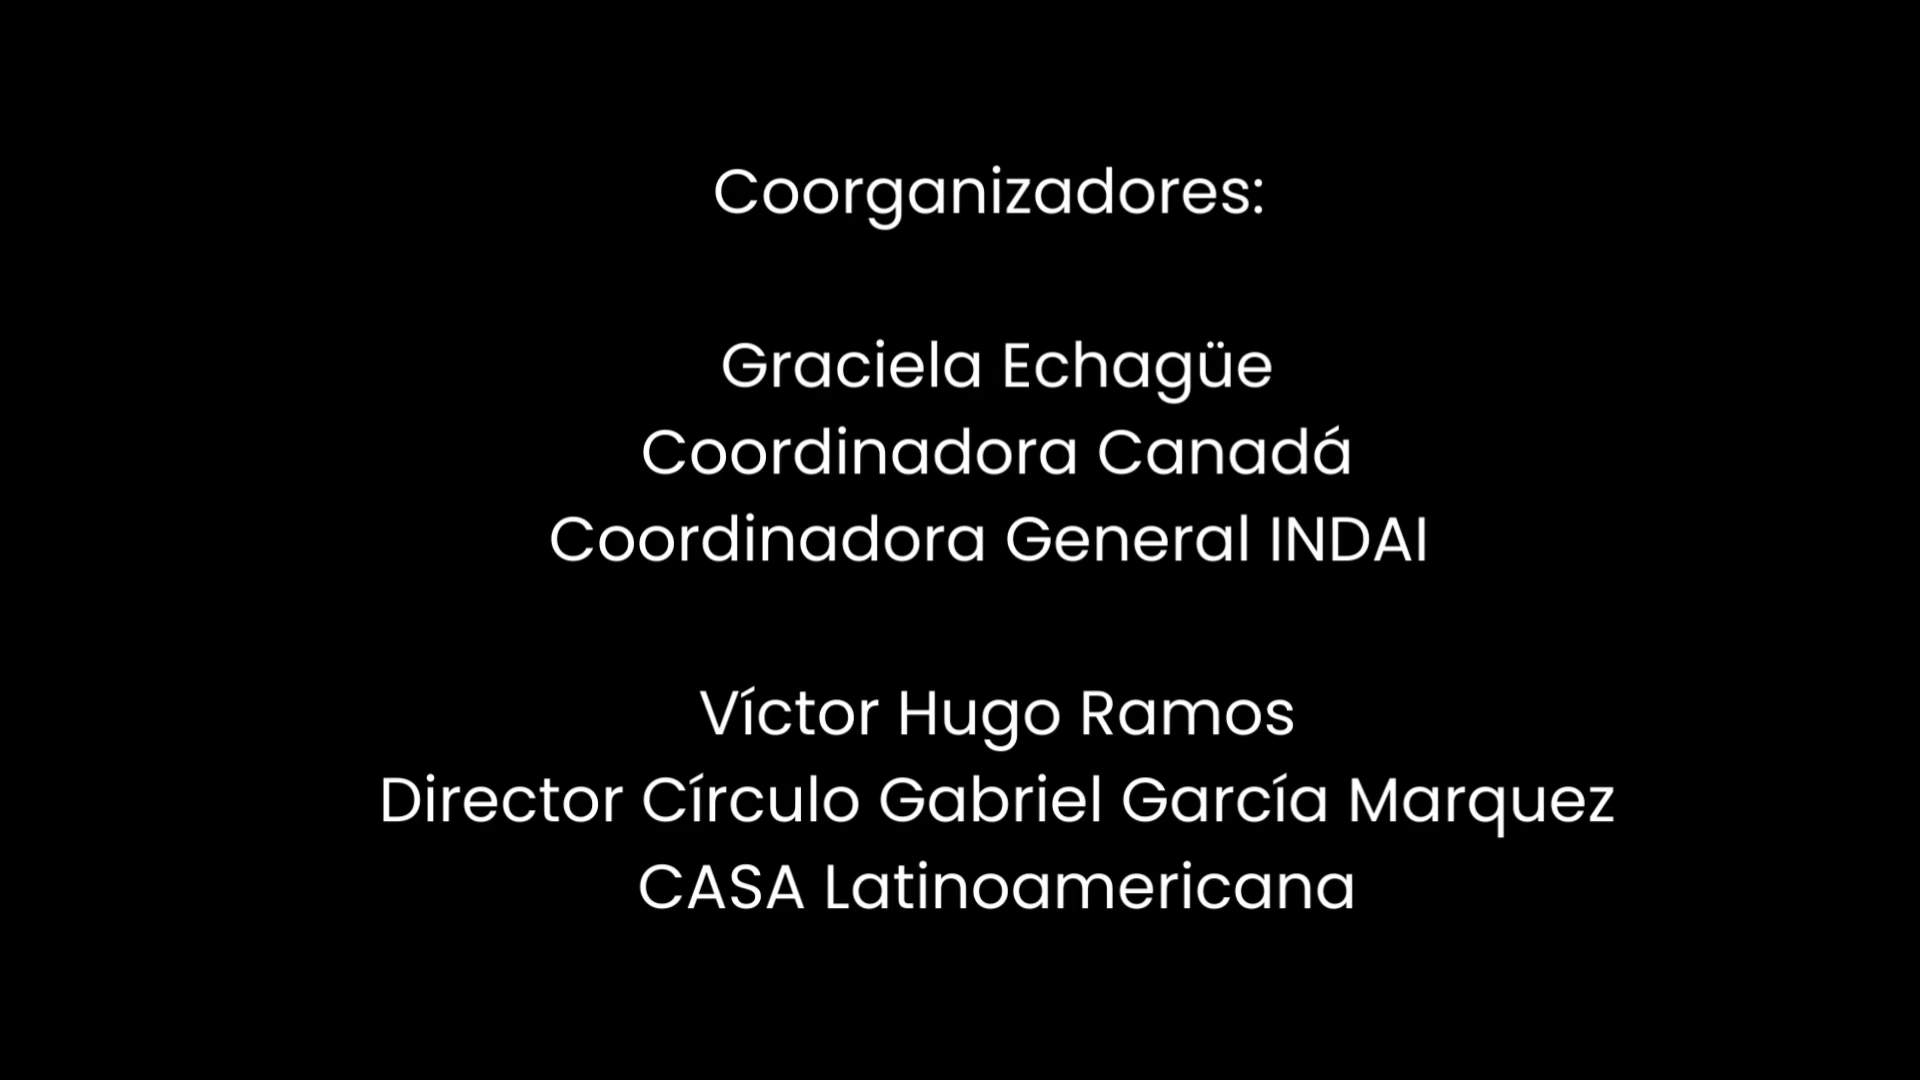 Coorganizadores:
Graciela Echagüe
Coordinadora Canadá
Coordinadora General INDAI
Víctor Hugo Ramos
Director Círculo Gabriel García Marquez
CASA Latinoamericana